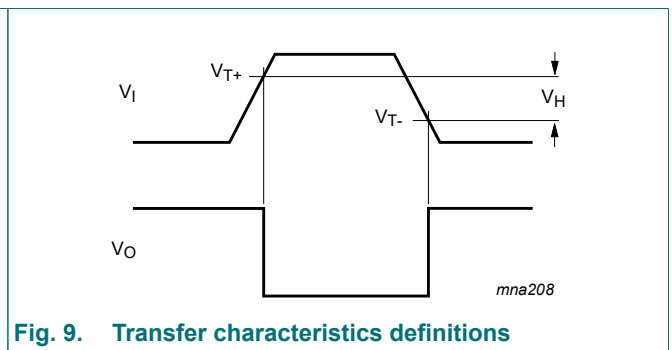 VT+
VI
VH
VT-
VO
mna208
Fig. 9. Transfer characteristics definitions